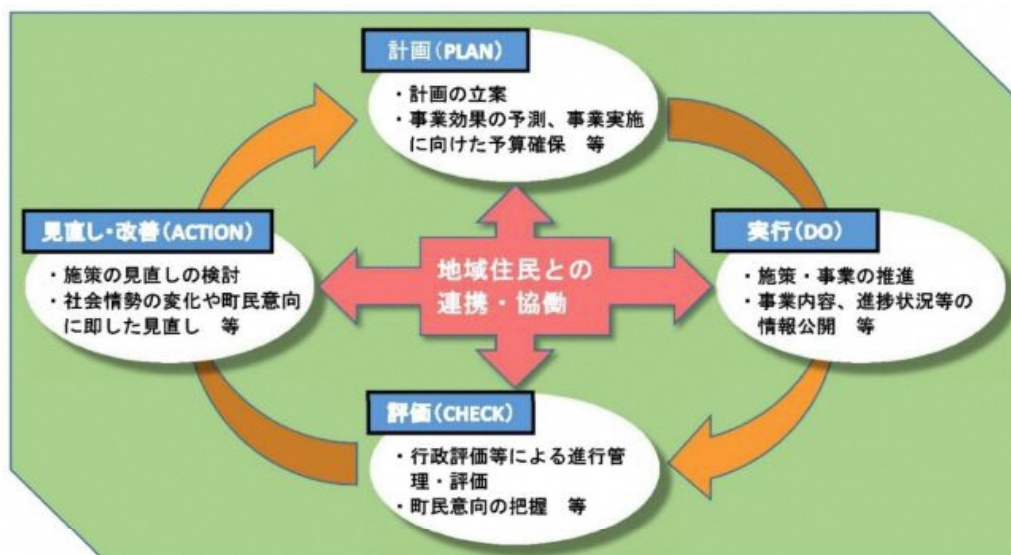 計画(PLAN)
・計画の立案
・事業効果の予測、事業実施
に向けた予算確保　等
見直し・改善(ACTION)
・施策の見直しの検討
・社会情勢の変化や町民意向
に即した見直し　等
地域住民との
連携・協働
実行(DO)
・施策・事業の推進
・事業内容、進捗状況等の
情報公開　等
評価(CHECK)
・行政評価等による進行管
理・評価
・町民意向の把握　等